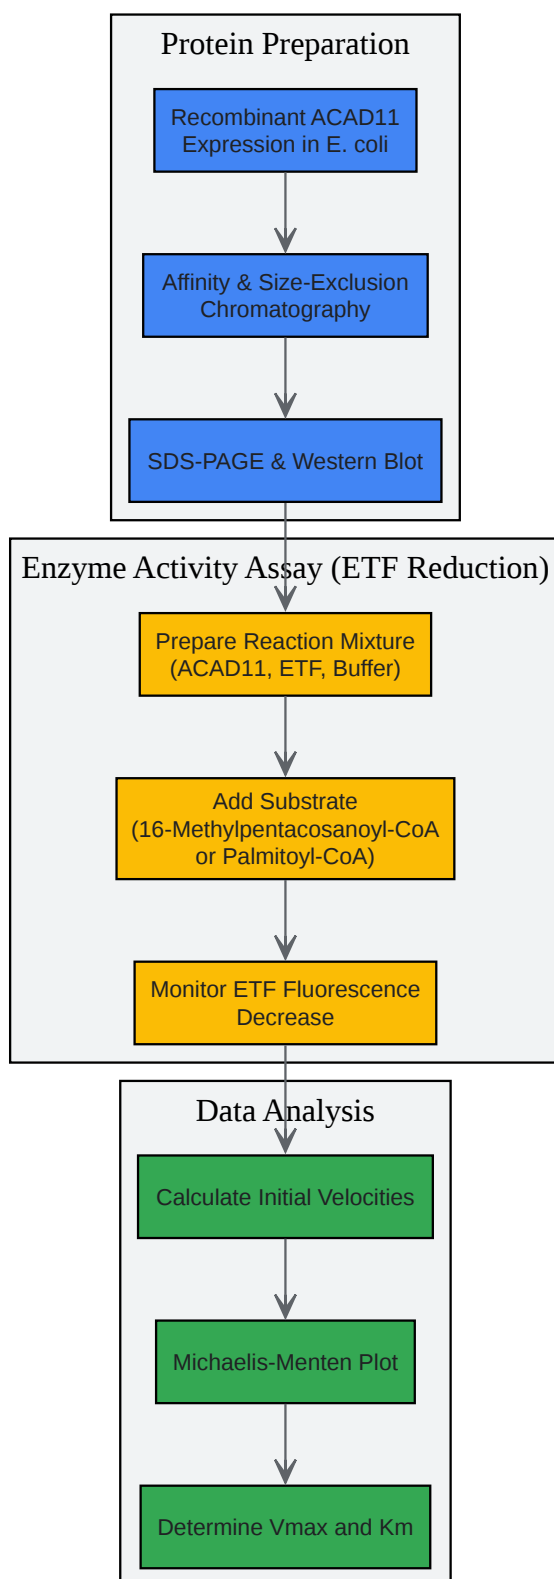 Protein Preparation
Recombinant ACAD11
Expression in E. coli
Affinity & Size-Exclusion
Chromatography
SDS-PAGE & Western Blot
Enzyme Activity Assay (ETF Reduction)
Prepare Reaction Mixture
(ACAD11, ETF, Buffer)
Add Substrate
(16-Methylpentacosanoyl-CoA
or Palmitoyl-CoA)
Monitor ETF Fluorescence
Decrease
Data Analysis
Calculate Initial Velocities
Michaelis-Menten Plot
Determine Vmax and Km